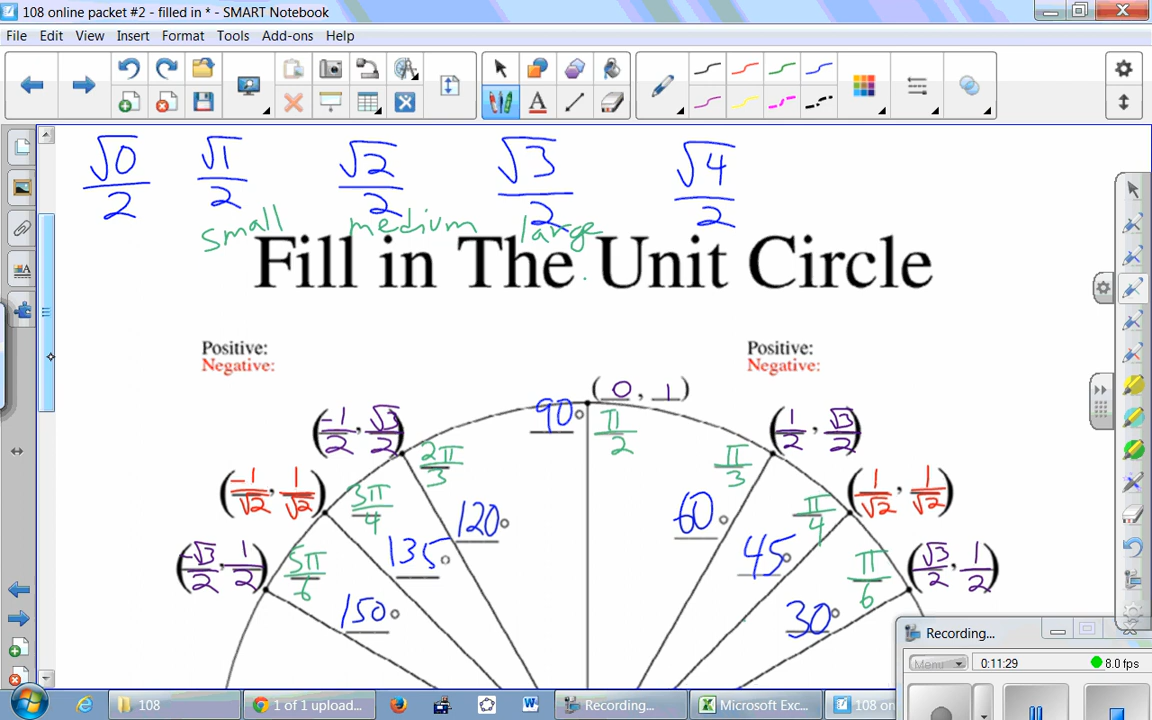 108 online packet #2 - filled in * - SMART Notebook
File Edit View Insert Format Tools Add-ons Help
√0/2 √1/2 √2/2 √3/2 √4/2
small medium large
Fill in The Unit Circle
Positive: Positive:
Negative: Negative:
(0, 1)
90° π/2
(-1/2, √3/2) (1/2, √3/2)
2π/3 π/3
(-1/√2, 1/√2) (1/√2, 1/√2)
3π/4 120° 60° π/4
(-√3/2, 1/2) (√3/2, 1/2)
5π/6 135° 45° π/6
150° 30°
Recording...
Menu 0:11:29 8.0 fps
108 1 of 1 upload... Recording... Microsoft Exc... 108 on